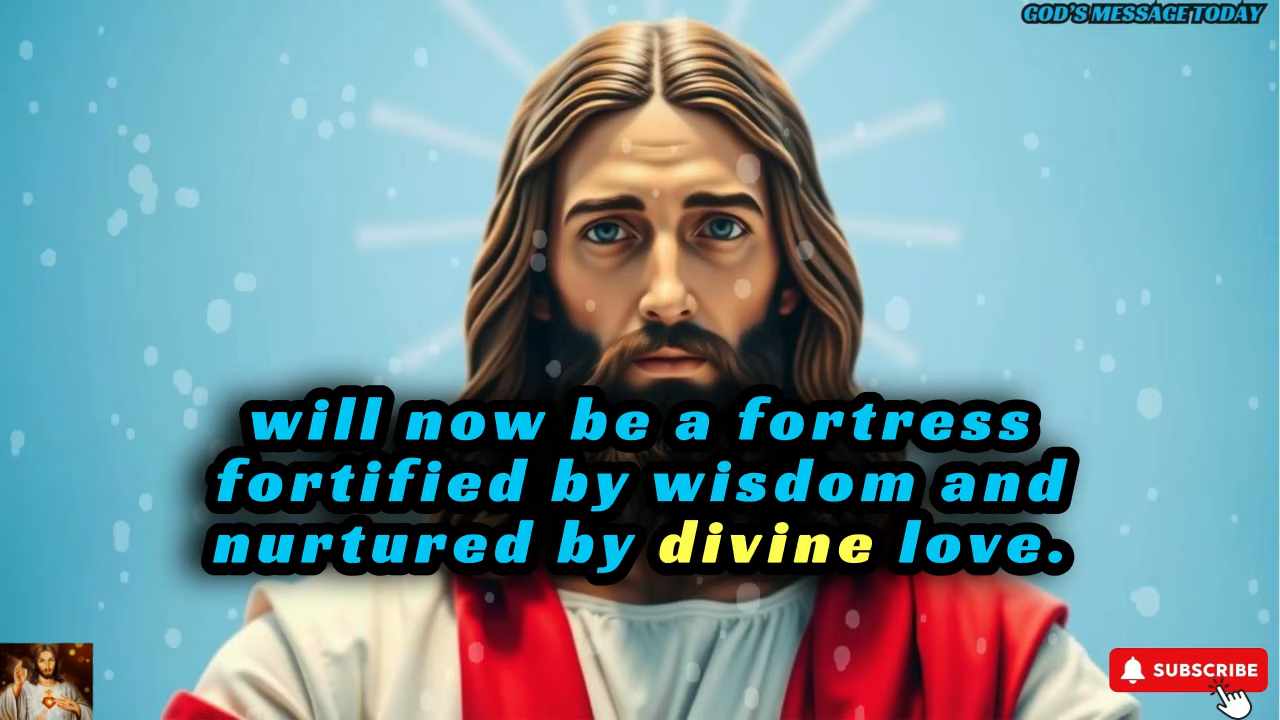 GOD'S MESSAGE TODAY
will now be a fortress
fortified by wisdom and
nurtured by divine love.
SUBSCRIBE